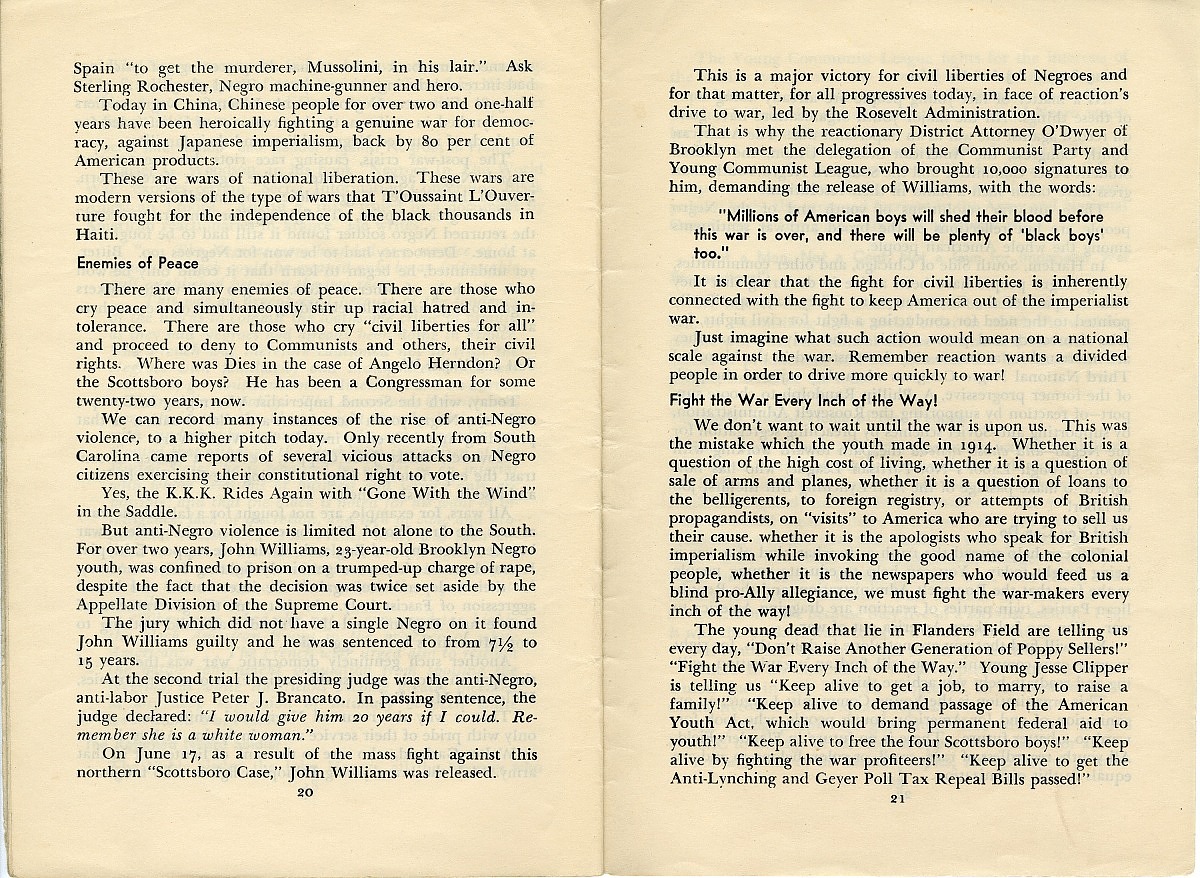 Spain "to get the murderer, Mussolini, in his lair." Ask
Sterling Rochester, Negro machine-gunner and hero.
Today in China, Chinese people for over two and one-half
years have been heroically fighting a genuine war for democ-
racy, against Japanese imperialism, back by 80 per cent of
American products.
These are wars of national liberation. These wars are
modern versions of the type of wars that T'Oussaint L'Ouver-
ture fought for the independence of the black thousands in
Haiti.
Enemies of Peace
There are many enemies of peace. There are those who
cry peace and simultaneously stir up racial hatred and in-
tolerance. There are those who cry "civil liberties for all"
and proceed to deny to Communists and others, their civil
rights. Where was Dies in the case of Angelo Herndon? Or
the Scottsboro boys? He has been a Congressman for some
twenty-two years, now.
We can record many instances of the rise of anti-Negro
violence, to a higher pitch today. Only recently from South
Carolina came reports of several vicious attacks on Negro
citizens exercising their constitutional right to vote.
Yes, the K.K.K. Rides Again with "Gone With the Wind"
in the Saddle.
But anti-Negro violence is limited not alone to the South.
For over two years, John Williams, 23-year-old Brooklyn Negro
youth, was confined to prison on a trumped-up charge of rape,
despite the fact that the decision was twice set aside by the
Appellate Division of the Supreme Court.
The jury which did not have a single Negro on it found
John Williams guilty and he was sentenced to from 7½ to
15 years.
At the second trial the presiding judge was the anti-Negro,
anti-labor Justice Peter J. Brancato. In passing sentence, the
judge declared: "I would give him 20 years if I could. Re-
member she is a white woman."
On June 17, as a result of the mass fight against this
northern "Scottsboro Case," John Williams was released.
20
This is a major victory for civil liberties of Negroes and
for that matter, for all progressives today, in face of reaction's
drive to war, led by the Rosevelt Administration.
That is why the reactionary District Attorney O'Dwyer of
Brooklyn met the delegation of the Communist Party and
Young Communist League, who brought 10,000 signatures to
him, demanding the release of Williams, with the words:
"Millions of American boys will shed their blood before
this war is over, and there will be plenty of 'black boys'
too."
It is clear that the fight for civil liberties is inherently
connected with the fight to keep America out of the imperialist
war.
Just imagine what such action would mean on a national
scale against the war. Remember reaction wants a divided
people in order to drive more quickly to war!
Fight the War Every Inch of the Way!
We don't want to wait until the war is upon us. This was
the mistake which the youth made in 1914. Whether it is a
question of the high cost of living, whether it is a question of
sale of arms and planes, whether it is a question of loans to
the belligerents, to foreign registry, or attempts of British
propagandists, on "visits" to America who are trying to sell us
their cause. whether it is the apologists who speak for British
imperialism while invoking the good name of the colonial
people, whether it is the newspapers who would feed us a
blind pro-Ally allegiance, we must fight the war-makers every
inch of the way!
The young dead that lie in Flanders Field are telling us
every day, "Don't Raise Another Generation of Poppy Sellers!"
"Fight the War Every Inch of the Way." Young Jesse Clipper
is telling us "Keep alive to get a job, to marry, to raise a
family!" "Keep alive to demand passage of the American
Youth Act, which would bring permanent federal aid to
youth!" "Keep alive to free the four Scottsboro boys!" "Keep
alive by fighting the war profiteers!" "Keep alive to get the
Anti-Lynching and Geyer Poll Tax Repeal Bills passed!"
21